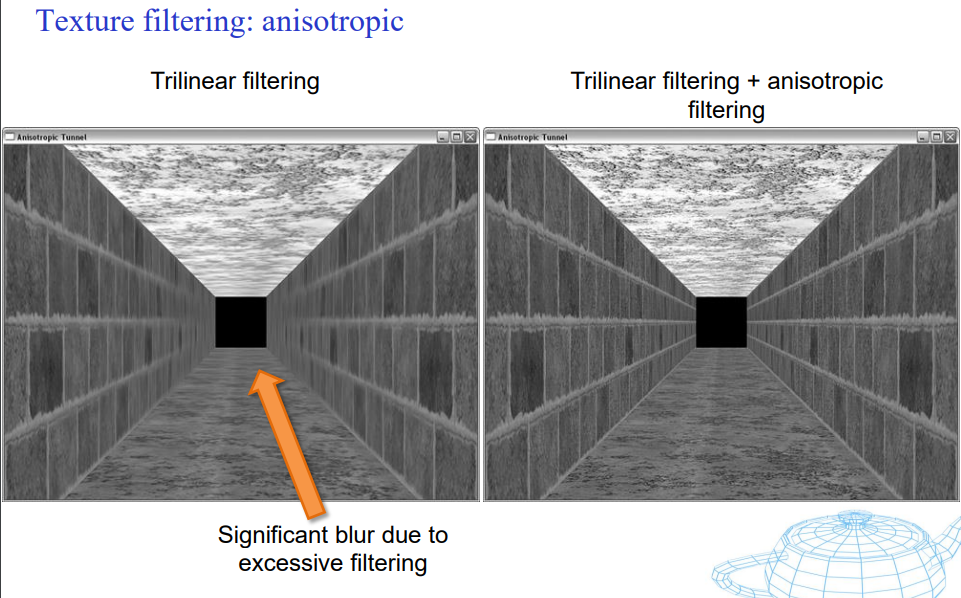 Texture filtering: anisotropic
Trilinear filtering
Trilinear filtering + anisotropic
filtering
Anisotropic Tunnel
Anisotropic Tunnel
Significant blur due to
excessive filtering